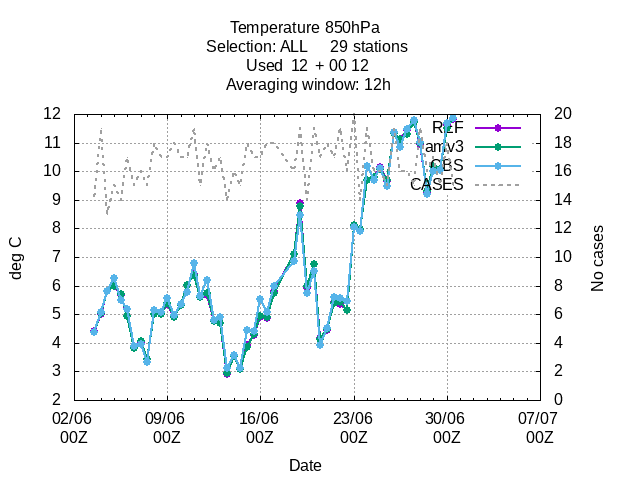 Temperature 850hPa
Selection: ALL 29 stations
Used 12 + 00 12
Averaging window: 12h
12
11
10
9
8
7
6
5
4
3
2
deg C
20
18
16
14
12
10
8
6
4
2
0
No cases
REF
amv3
OBS
CASES
02/06 09/06 16/06 23/06 30/06 07/07
00Z 00Z 00Z 00Z 00Z 00Z
Date